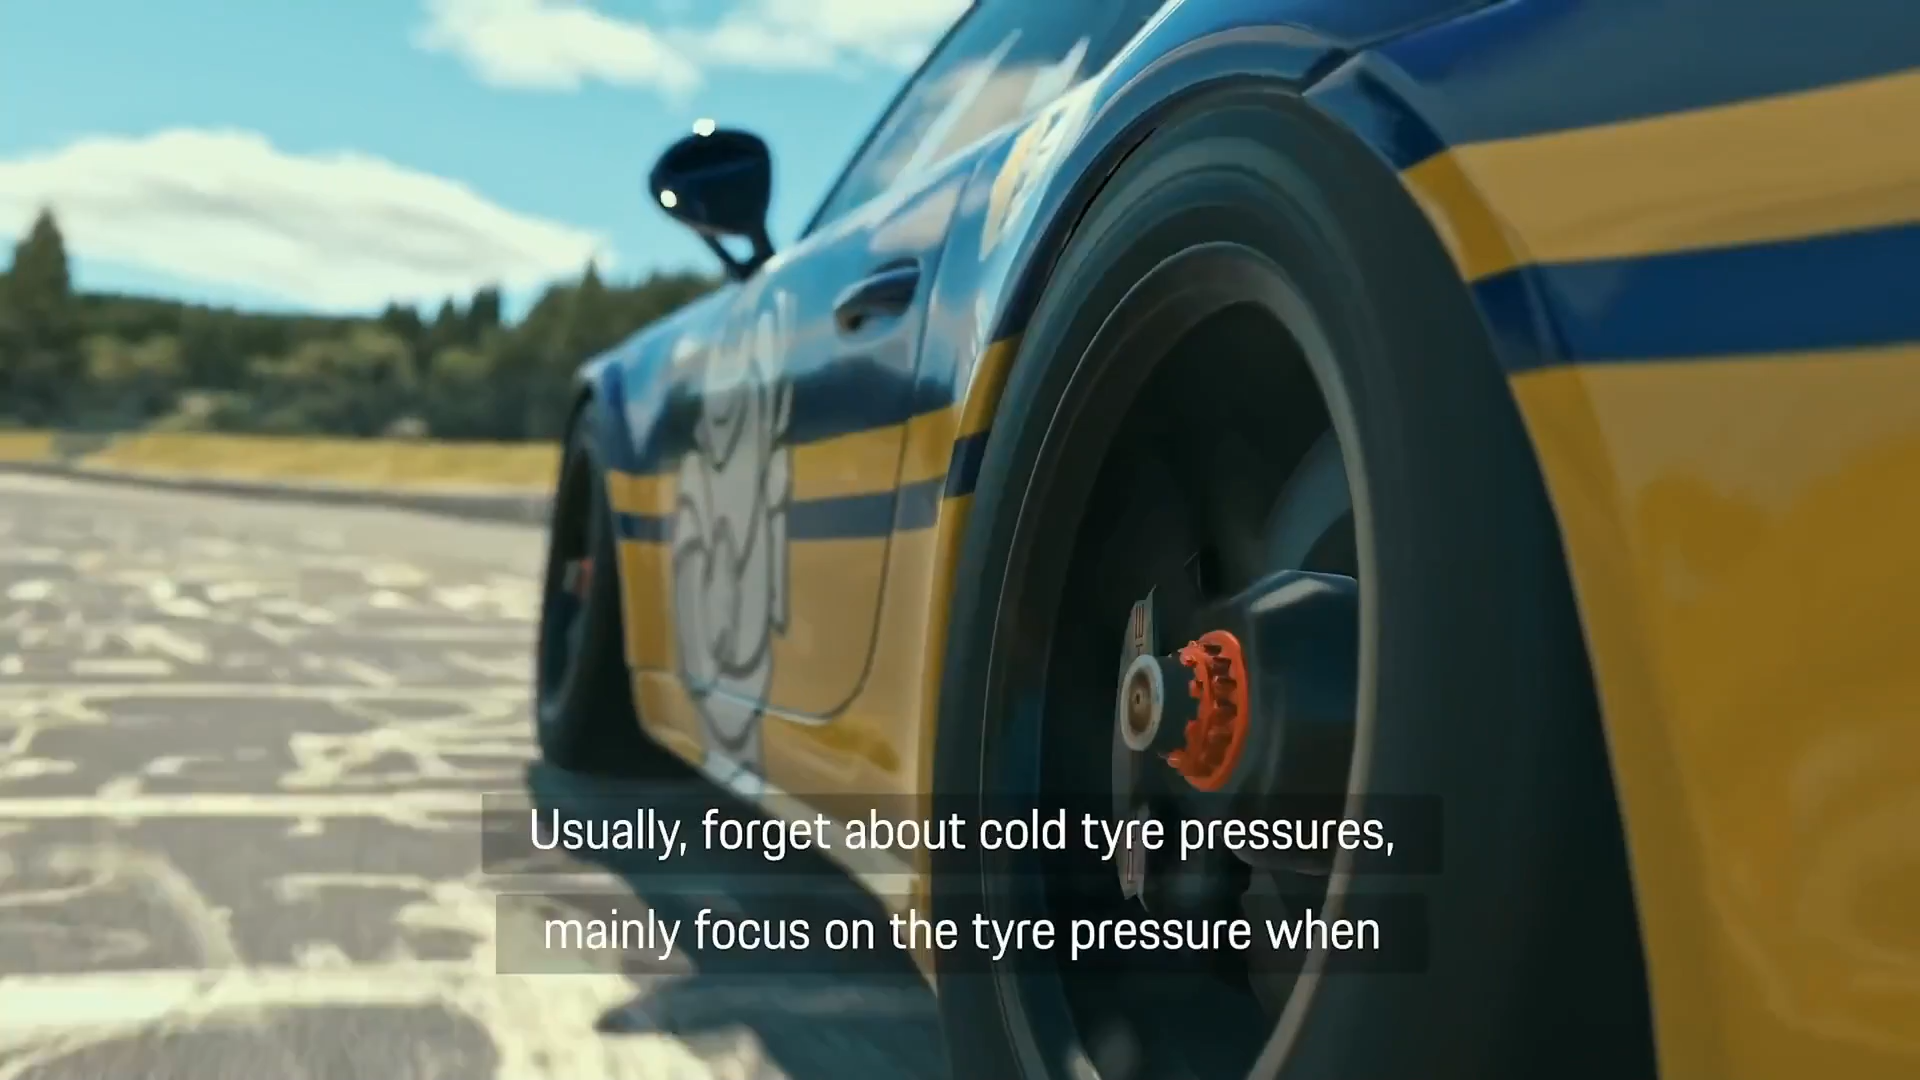 Usually, forget about cold tyre pressures,
mainly focus on the tyre pressure when